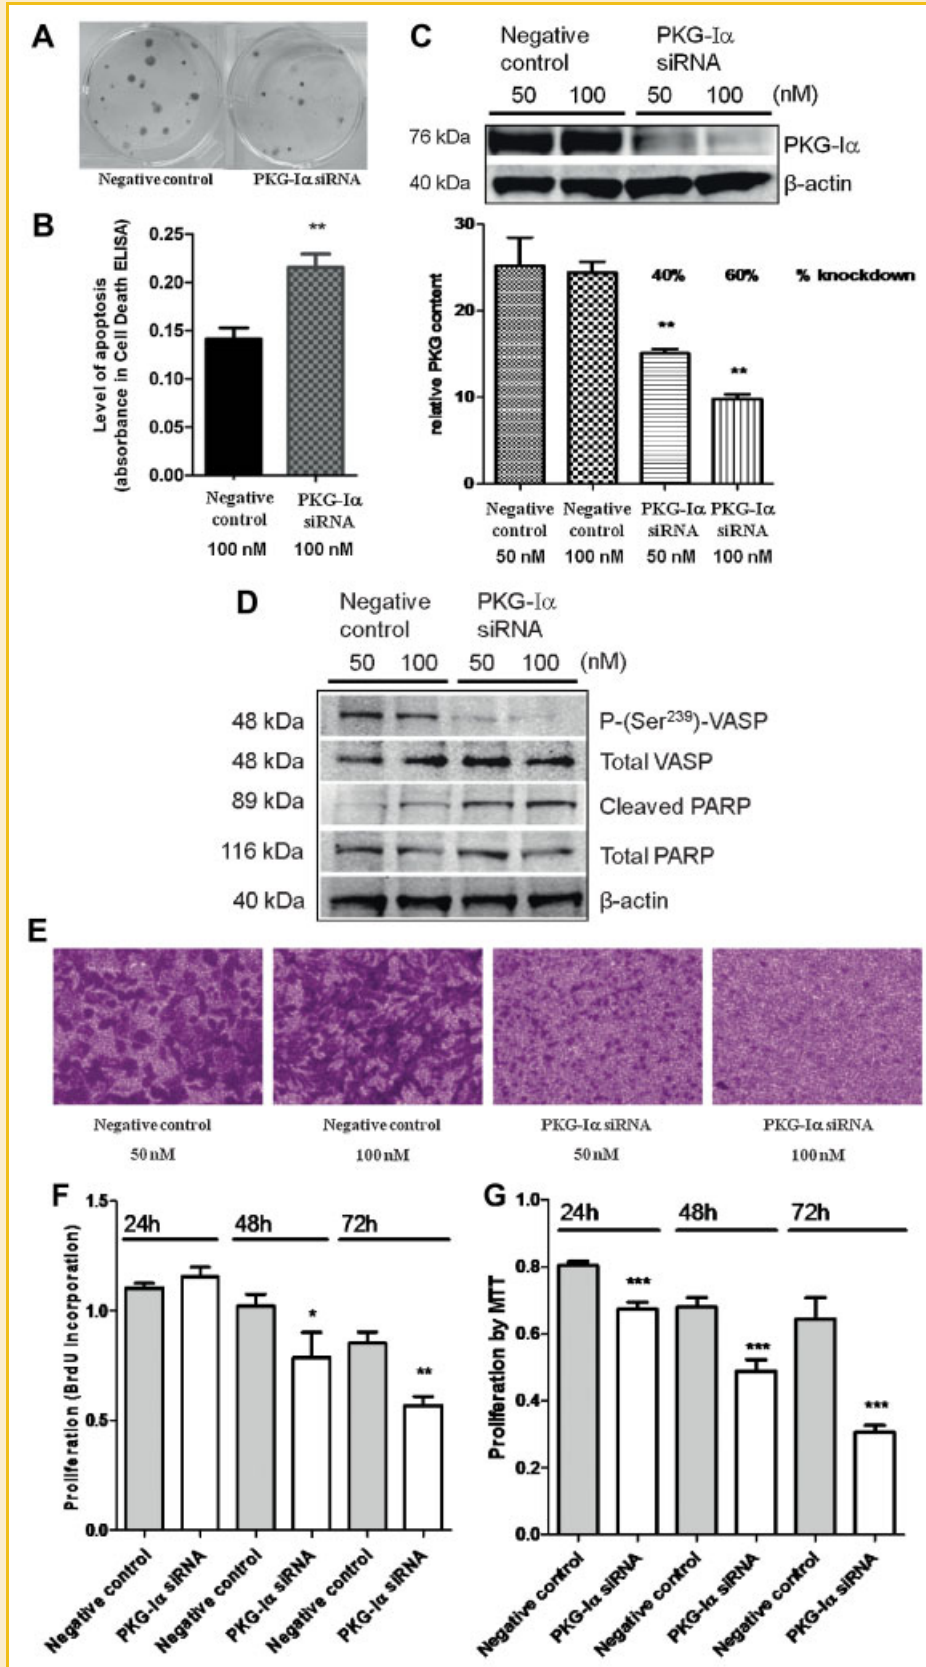 A
Negative control
PKG-Iα siRNA
B
Level of apoptosis
(absorbance in Cell Death ELISA)
0.25
0.20
0.15
0.10
0.05
0.00
**
Negative control
100 nM
PKG-Iα siRNA
100 nM
C
Negative control
PKG-Iα siRNA
50 100 50 100 (nM)
76 kDa
PKG-Iα
40 kDa
β-actin
relative PKG content
30
20
10
0
40% 60% % knockdown
**
**
Negative control
50 nM
Negative control
100 nM
PKG-Iα siRNA
50 nM
PKG-Iα siRNA
100 nM
D
Negative control
PKG-Iα siRNA
50 100 50 100 (nM)
48 kDa
P-(Ser²³⁹)-VASP
48 kDa
Total VASP
89 kDa
Cleaved PARP
116 kDa
Total PARP
40 kDa
β-actin
E
Negative control
50 nM
Negative control
100 nM
PKG-Iα siRNA
50 nM
PKG-Iα siRNA
100 nM
F
Proliferation (BrdU Incorporation)
1.5
1.0
0.5
0.0
24h 48h 72h
*
**
Negative control
PKG-Iα siRNA
Negative control
PKG-Iα siRNA
Negative control
PKG-Iα siRNA
G
Proliferation by MTT
1.0
0.8
0.6
0.4
0.2
0.0
24h 48h 72h
***
***
***
Negative control
PKG-Iα siRNA
Negative control
PKG-Iα siRNA
Negative control
PKG-Iα siRNA